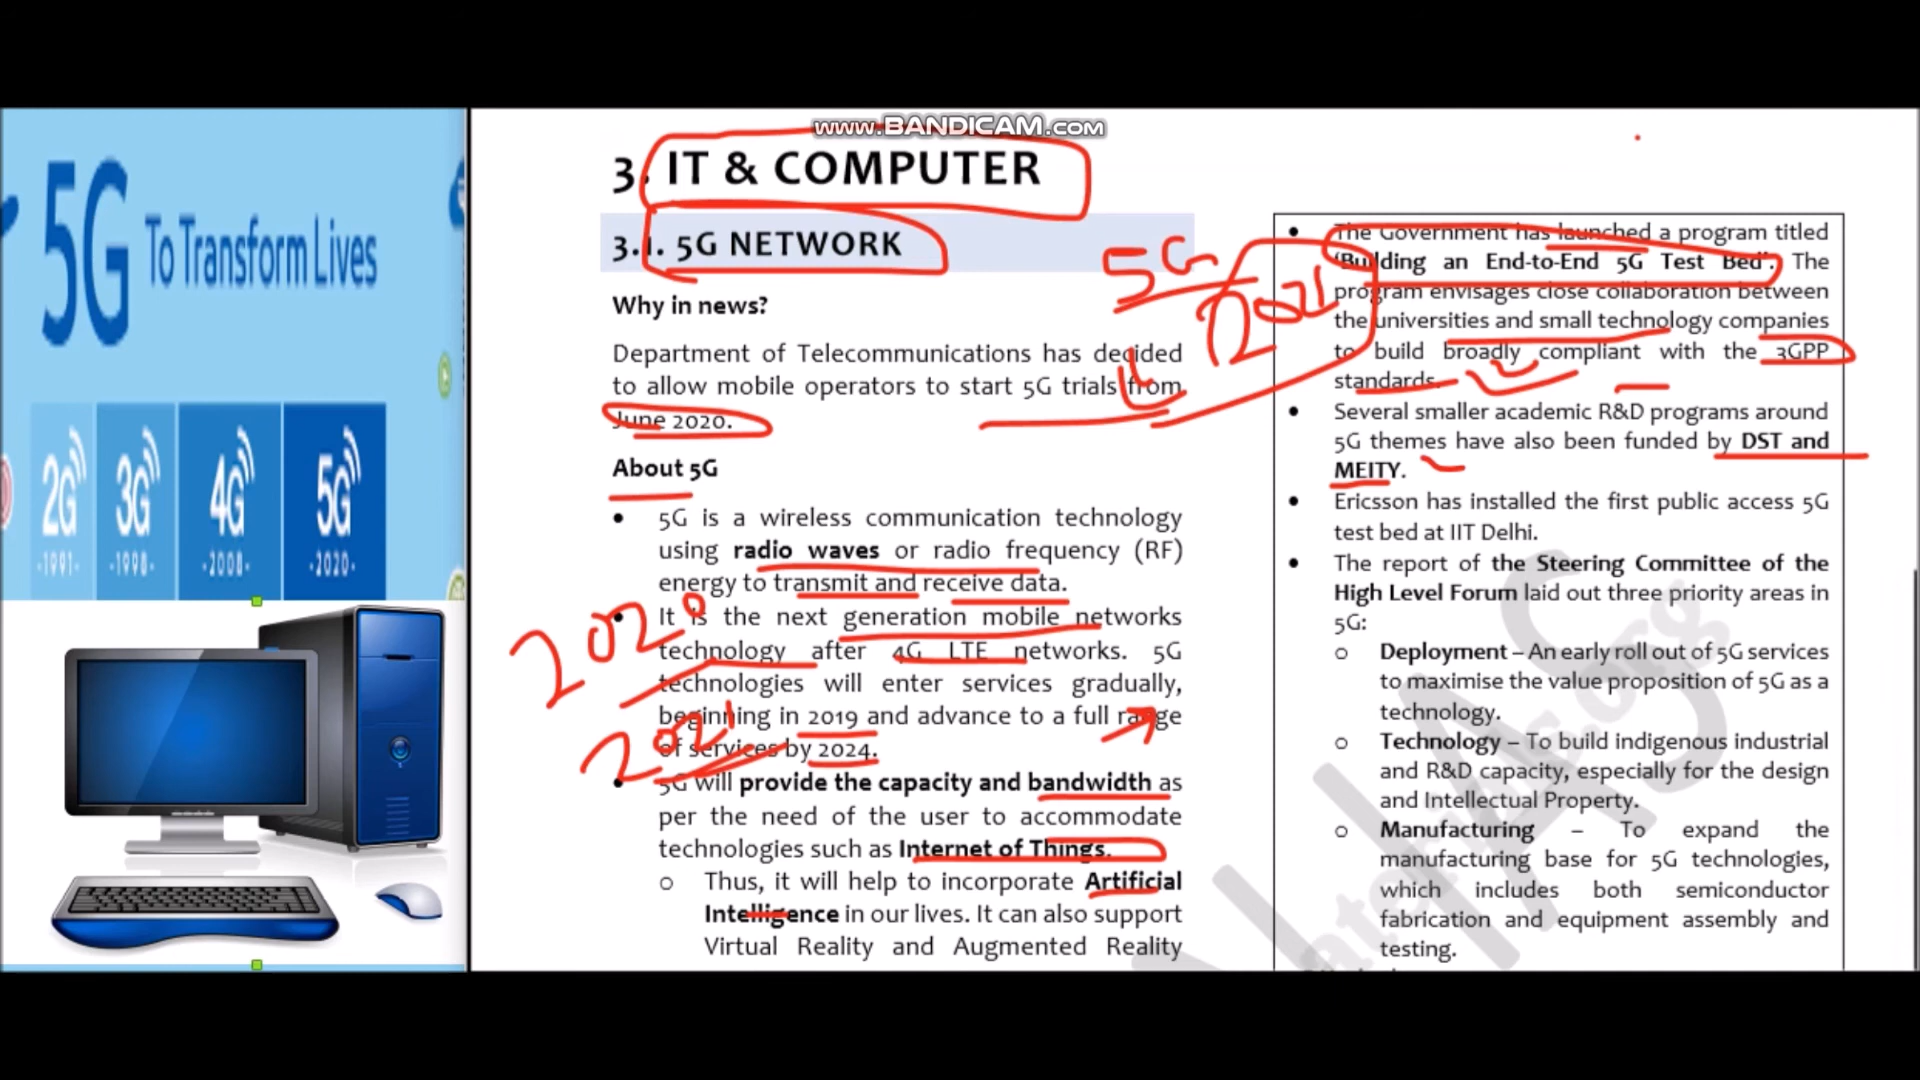 www.BANDICAM.com
5G To Transform Lives
2G 3G 4G 5G
-1991- -1998- -2008- -2020-
3. IT & COMPUTER
3.1. 5G NETWORK
Why in news?
Department of Telecommunications has decided
to allow mobile operators to start 5G trials from
June 2020.
About 5G
• 5G is a wireless communication technology
using radio waves or radio frequency (RF)
energy to transmit and receive data.
• It is the next generation mobile networks
technology after 4G LTE networks. 5G
technologies will enter services gradually,
beginning in 2019 and advance to a full range
of services by 2024.
• 5G will provide the capacity and bandwidth as
per the need of the user to accommodate
technologies such as Internet of Things.
o Thus, it will help to incorporate Artificial
Intelligence in our lives. It can also support
Virtual Reality and Augmented Reality
5G
2021
2020
2021
• The Government has launched a program titled
'Building an End-to-End 5G Test Bed'. The
program envisages close collaboration between
the universities and small technology companies
to build broadly compliant with the 3GPP
standards.
• Several smaller academic R&D programs around
5G themes have also been funded by DST and
MEITY.
• Ericsson has installed the first public access 5G
test bed at IIT Delhi.
• The report of the Steering Committee of the
High Level Forum laid out three priority areas in
5G:
o Deployment – An early roll out of 5G services
to maximise the value proposition of 5G as a
technology.
o Technology – To build indigenous industrial
and R&D capacity, especially for the design
and Intellectual Property.
o Manufacturing – To expand the
manufacturing base for 5G technologies,
which includes both semiconductor
fabrication and equipment assembly and
testing.